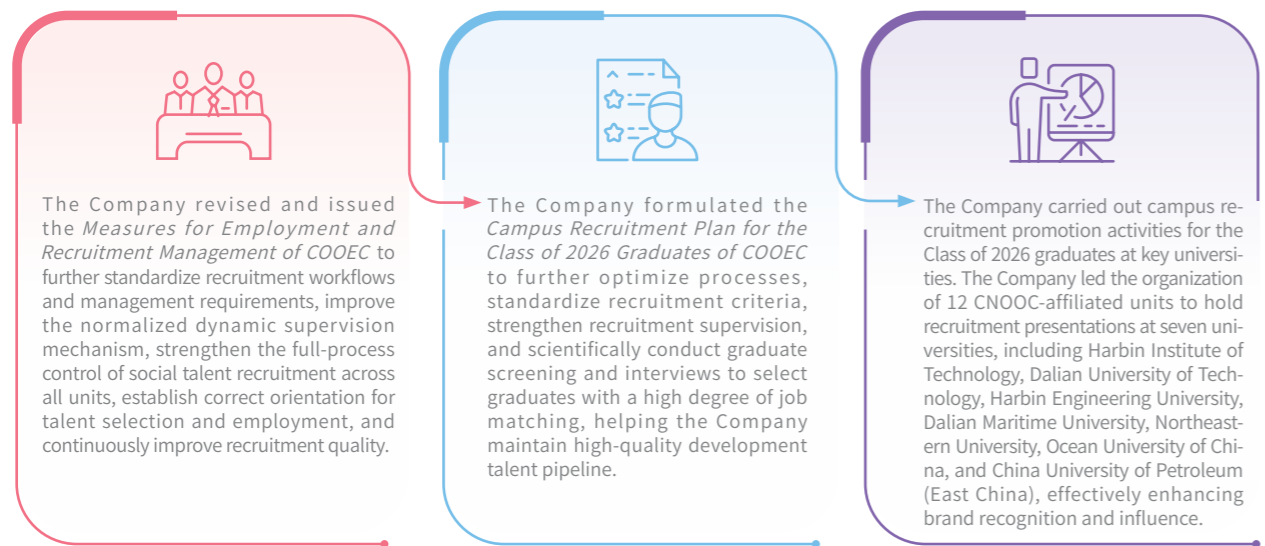 The Company revised and issued
the Measures for Employment and
Recruitment Management of COOEC to
further standardize recruitment workflows
and management requirements, improve
the normalized dynamic supervision
mechanism, strengthen the full-process
control of social talent recruitment across
all units, establish correct orientation for
talent selection and employment, and
continuously improve recruitment quality.
The Company formulated the
Campus Recruitment Plan for the
Class of 2026 Graduates of COOEC
to further optimize processes,
standardize recruitment criteria,
strengthen recruitment supervision,
and scientifically conduct graduate
screening and interviews to select
graduates with a high degree of job
matching, helping the Company
maintain high-quality development
talent pipeline.
The Company carried out campus re-
cruitment promotion activities for the
Class of 2026 graduates at key universi-
ties. The Company led the organization
of 12 CNOOC-affiliated units to hold
recruitment presentations at seven uni-
versities, including Harbin Institute of
Technology, Dalian University of Tech-
nology, Harbin Engineering University,
Dalian Maritime University, Northeast-
ern University, Ocean University of Chi-
na, and China University of Petroleum
(East China), effectively enhancing
brand recognition and influence.